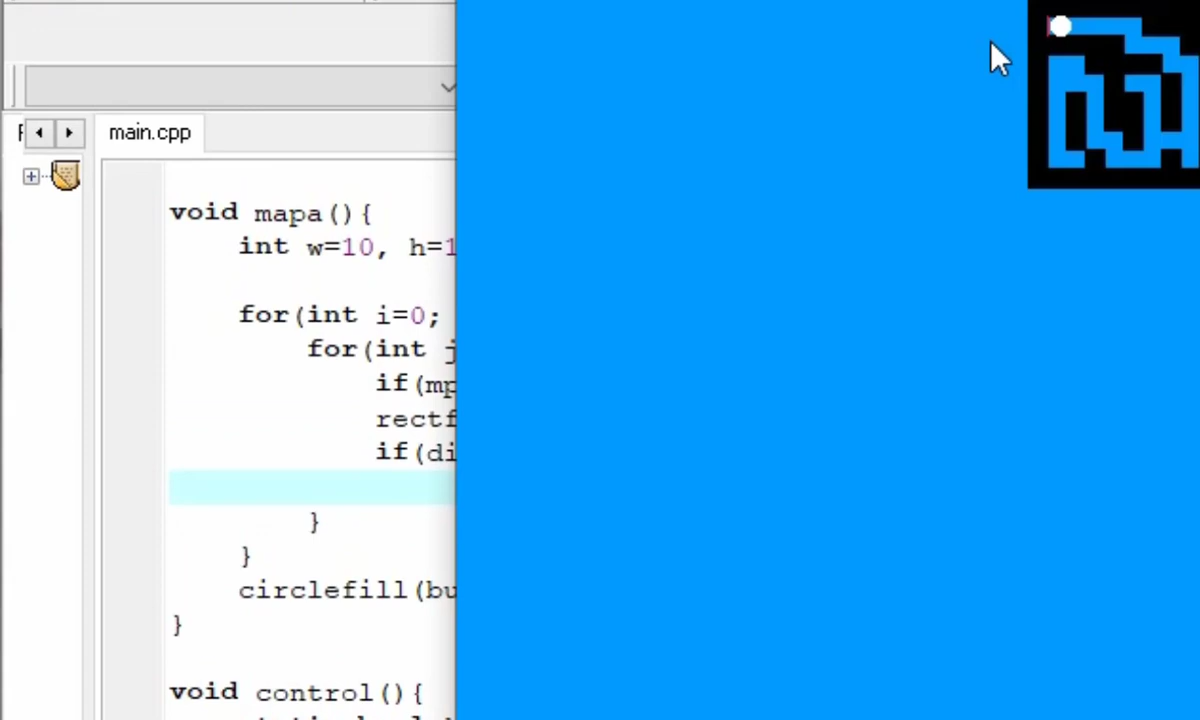 main.cpp
void mapa(){
int w=10, h=1
for(int i=0;
for(int j
if(mp
rectf
if(di
}
}
circlefill(bu
}
void control(){